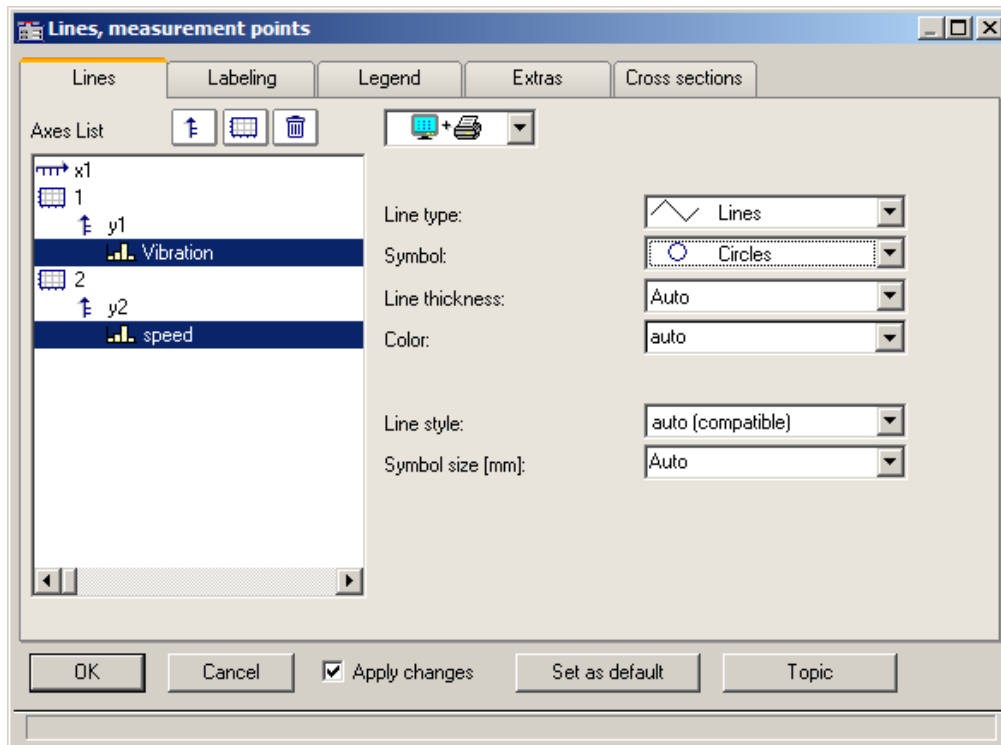 Lines, measurement points
Lines
Labeling
Legend
Extras
Cross sections
Axes List
x1
1
y1
Vibration
2
y2
speed
Line type:
Lines
Symbol:
Circles
Line thickness:
Auto
Color:
auto
Line style:
auto (compatible)
Symbol size [mm]:
Auto
OK
Cancel
Apply changes
Set as default
Topic